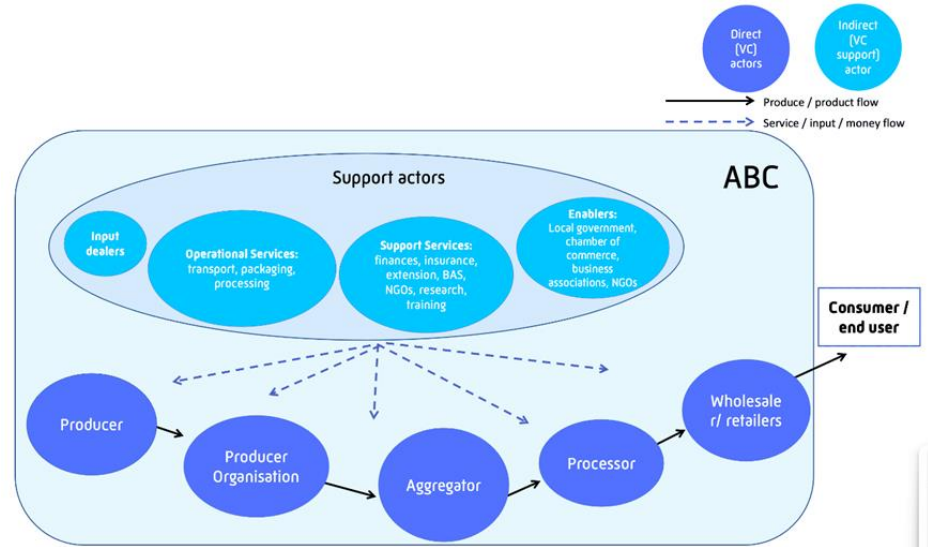 Direct
(VC)
actors
Indirect
(VC
support)
actor
Produce / product flow
Service / input / money flow
ABC
Support actors
Input
dealers
Operational Services:
transport, packaging,
processing
Support Services:
finances, insurance,
extension, BAS,
NGOs, research,
training
Enablers:
Local government,
chamber of
commerce,
business
associations, NGOs
Consumer /
end user
Producer
Producer
Organisation
Aggregator
Processor
Wholesale
r/ retailers